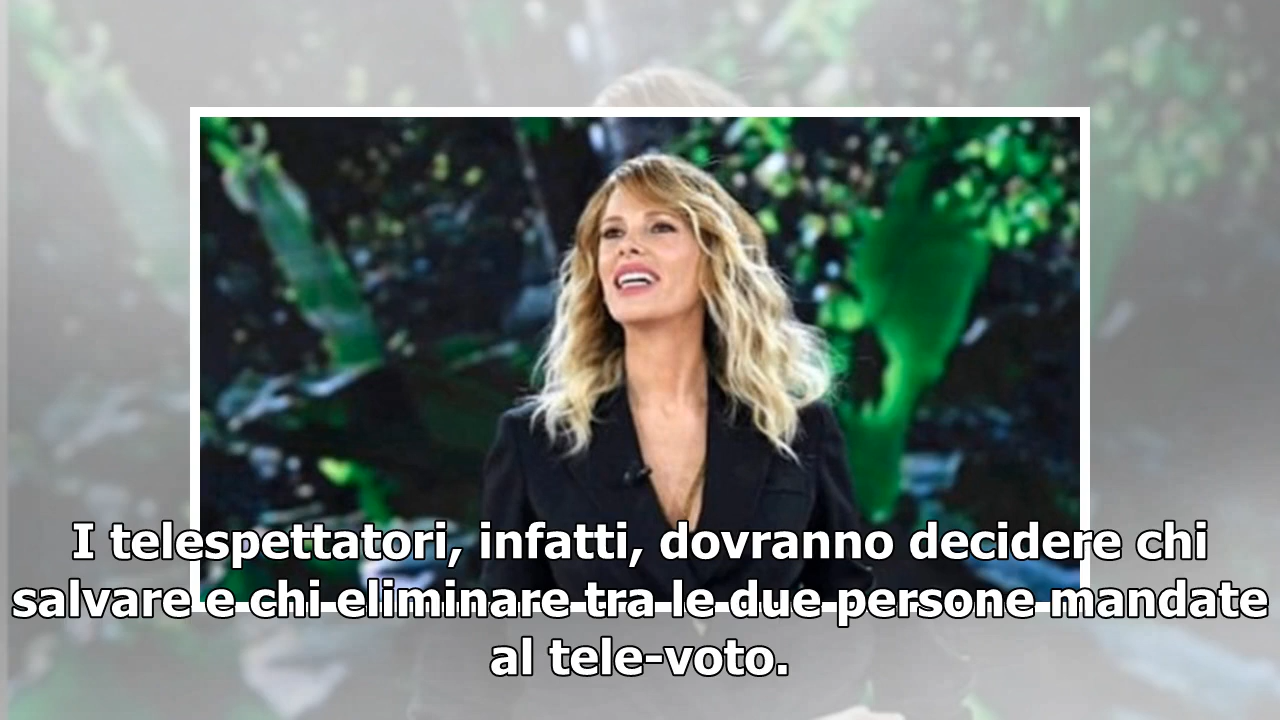 I telespettatori, infatti, dovranno decidere chi
salvare e chi eliminare tra le due persone mandate
al tele-voto.